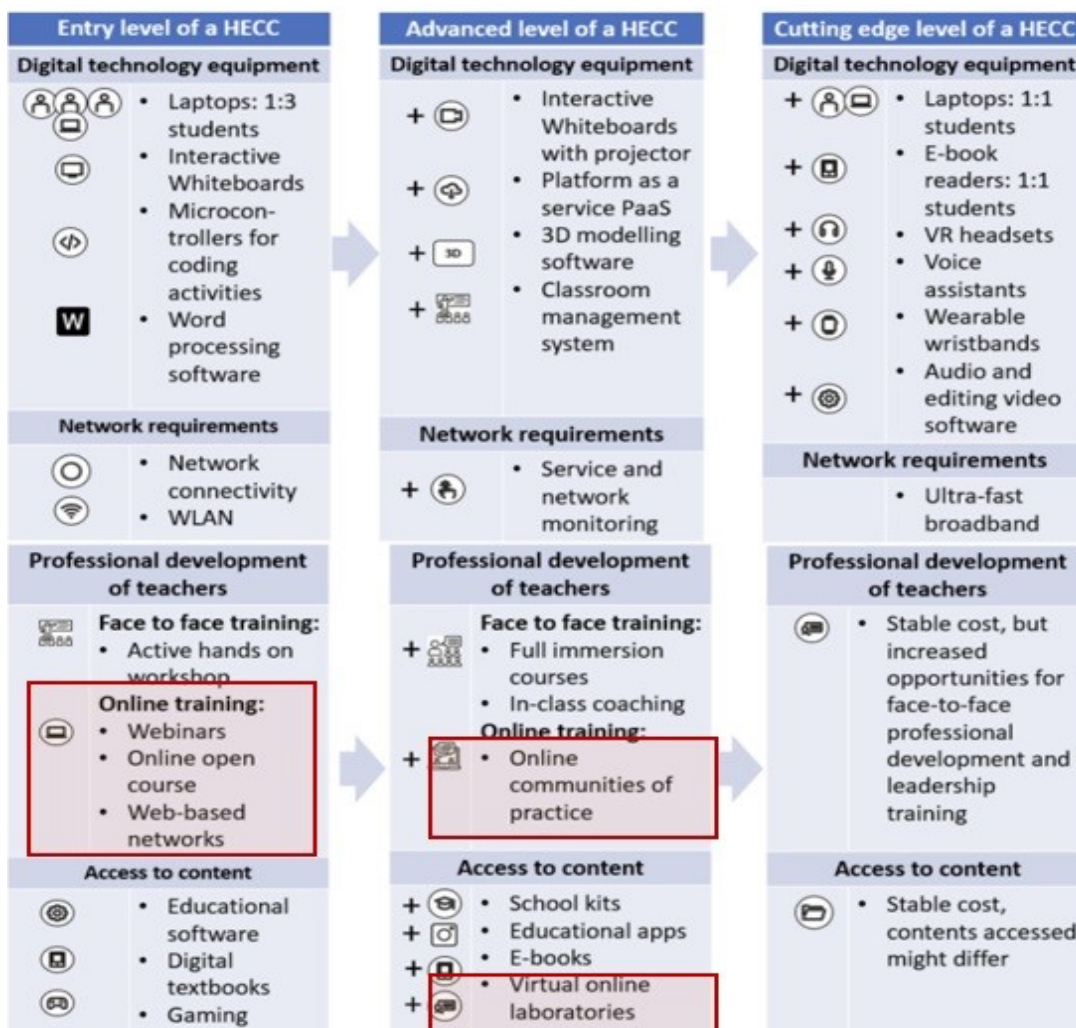 Entry level of a HECC
Digital technology equipment
• Laptops: 1:3
students
• Interactive
Whiteboards
• Microcon-
trollers for
coding
activities
W
• Word
processing
software
Network requirements
• Network
connectivity
• WLAN
Professional development
of teachers
Face to face training:
• Active hands on
workshop
Online training:
• Webinars
• Online open
course
• Web-based
networks
Access to content
• Educational
software
• Digital
textbooks
• Gaming
Advanced level of a HECC
Digital technology equipment
+ • Interactive
Whiteboards
with projector
+ • Platform as a
service PaaS
+ 3D • 3D modelling
software
+ • Classroom
management
system
Network requirements
+ • Service and
network
monitoring
Professional development
of teachers
Face to face training:
+ • Full immersion
courses
• In-class coaching
Online training:
+ • Online
communities of
practice
Access to content
+ • School kits
+ • Educational apps
+ • E-books
+ • Virtual online
laboratories
Cutting edge level of a HECC
Digital technology equipment
+ • Laptops: 1:1
students
+ • E-book
readers: 1:1
students
+ • VR headsets
+ • Voice
assistants
+ • Wearable
wristbands
+ • Audio and
editing video
software
Network requirements
• Ultra-fast
broadband
Professional development
of teachers
• Stable cost, but
increased
opportunities for
face-to-face
professional
development and
leadership
training
Access to content
• Stable cost,
contents accessed
might differ